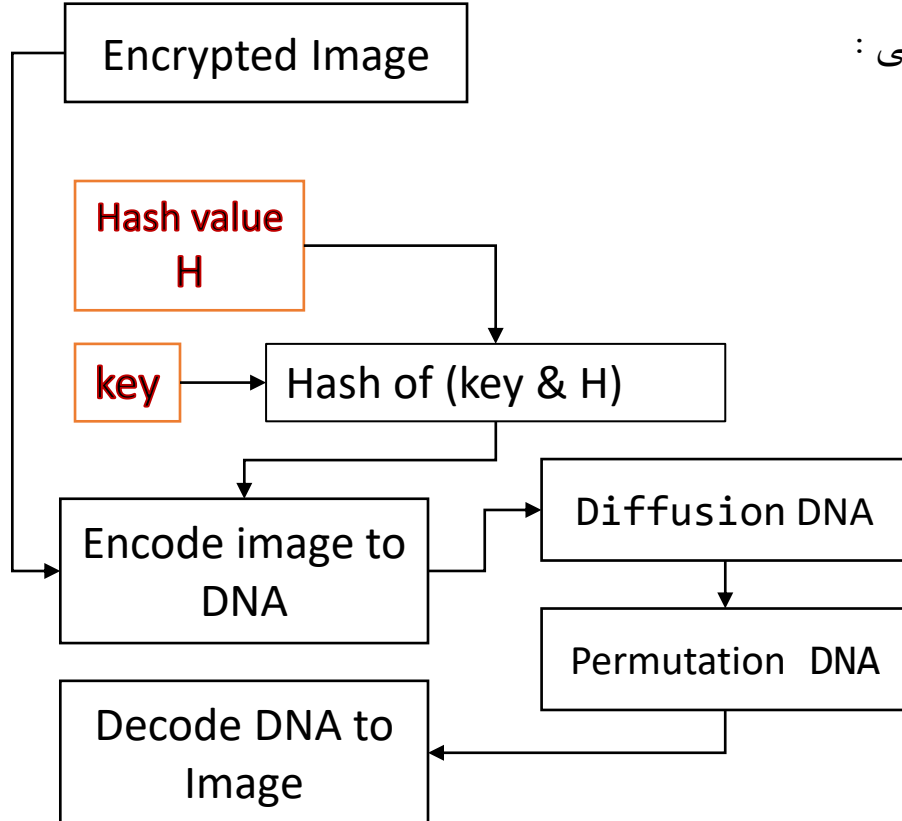 Encrypted Image
:
Hash value
H
key
Hash of (key & H)
Encode image to
DNA
Diffusion DNA
Permutation DNA
Decode DNA to
Image